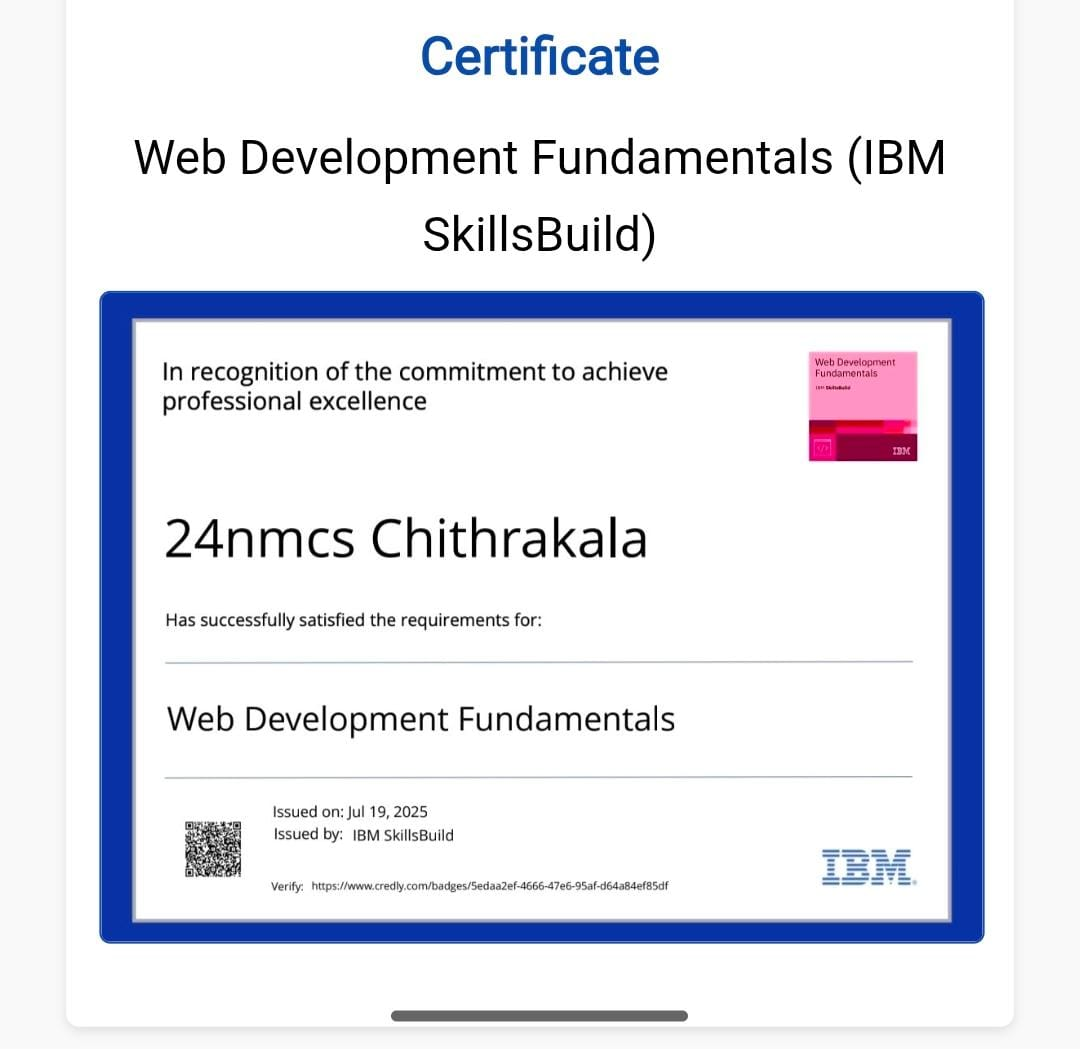 Certificate
Web Development Fundamentals (IBM
SkillsBuild)
In recognition of the commitment to achieve
professional excellence
Web Development
Fundamentals
IBM SkillsBuild
</>
IBM
24nmcs Chithrakala
Has successfully satisfied the requirements for:
Web Development Fundamentals
Issued on: Jul 19, 2025
Issued by: IBM SkillsBuild
Verify: https://www.credly.com/badges/5edaa2ef-4666-47e6-95af-d64a84ef85df
IBM